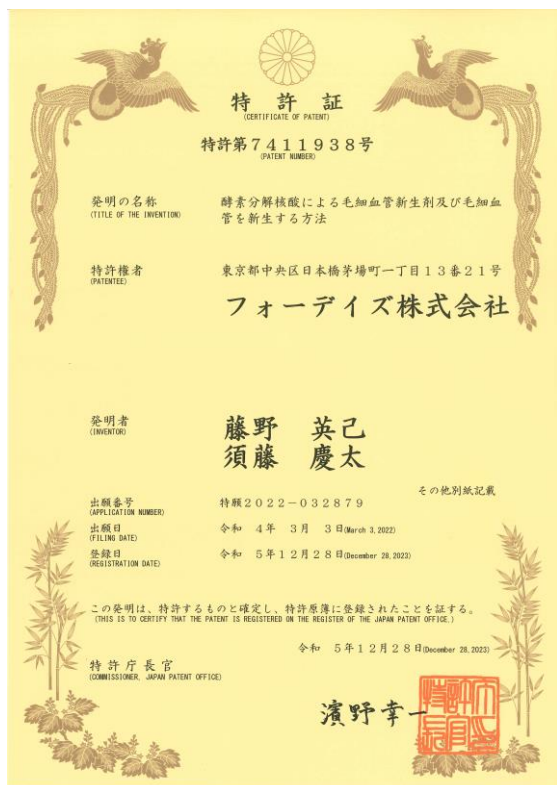 特許証
(CERTIFICATE OF PATENT)
特許第7411938号
(PATENT NUMBER)
発明の名称
(TITLE OF THE INVENTION)
酵素分解核酸による毛細血管新生剤及び毛細血
管を新生する方法
特許権者
(PATENTEE)
東京都中央区日本橋茅場町一丁目13番21号
フォーデイズ株式会社
発明者
(INVENTOR)
藤野 英己
須藤 慶太
その他別紙記載
出願番号
(APPLICATION NUMBER)
特願2022-032879
出願日
(FILING DATE)
令和 4年 3月 3日(March 3,2022)
登録日
(REGISTRATION DATE)
令和 5年12月28日(December 28,2023)
この発明は、特許するものと確定し、特許原簿に登録されたことを証する。
(THIS IS TO CERTIFY THAT THE PATENT IS REGISTERED ON THE REGISTER OF THE JAPAN PATENT OFFICE.)
令和 5年12月28日(December 28,2023)
特許庁長官
(COMMISSIONER, JAPAN PATENT OFFICE)
濱野幸一